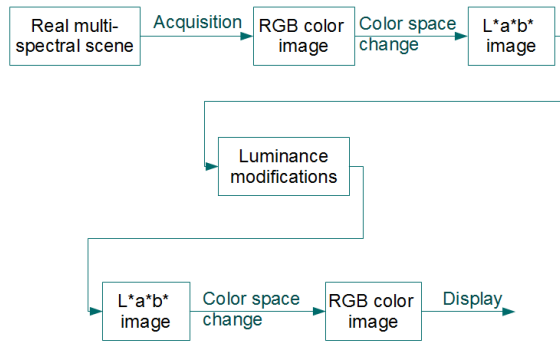 Real multi-
spectral scene
Acquisition
RGB color
image
Color space
change
L*a*b*
image
Luminance
modifications
L*a*b*
image
Color space
change
RGB color
image
Display